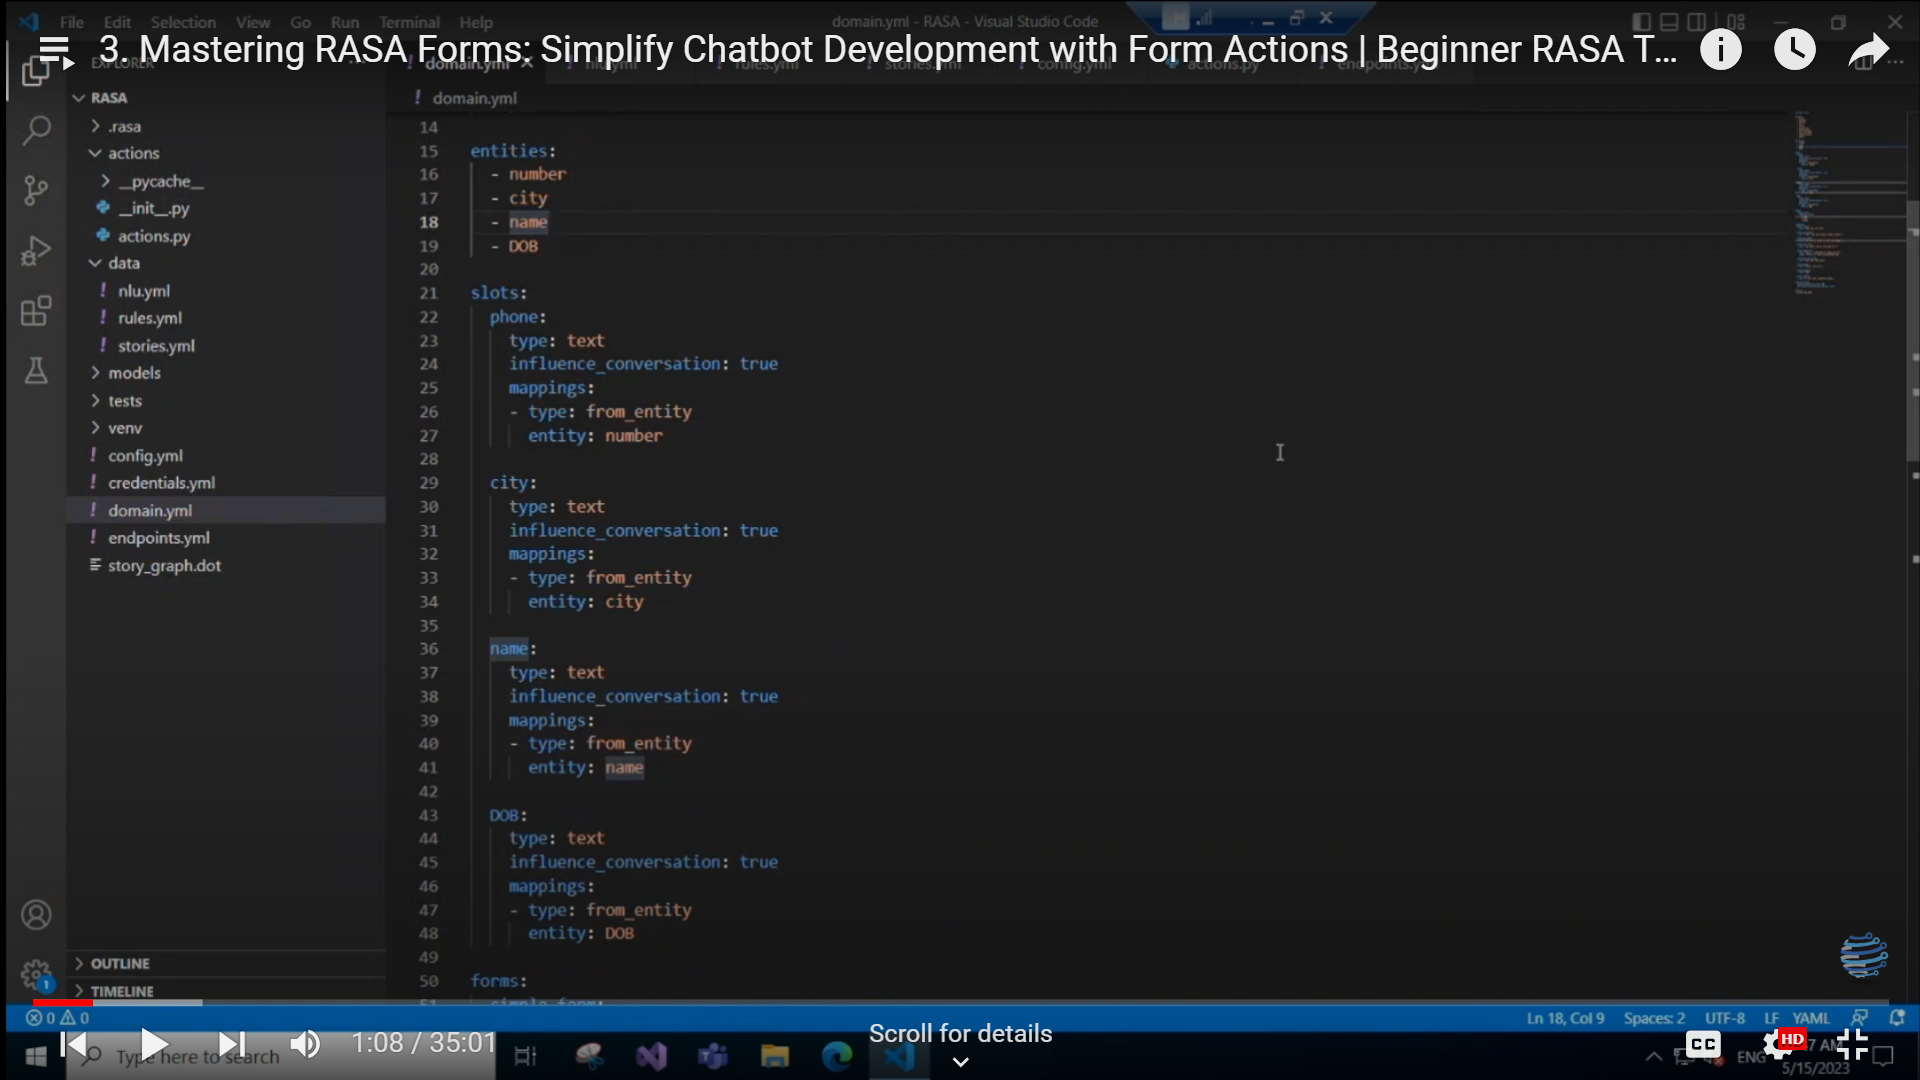 File Edit Selection View Go Run Terminal Help
domain.yml - RASA - Visual Studio Code
3. Mastering RASA Forms: Simplify Chatbot Development with Form Actions | Beginner RASA T...
EXPLORER
domain.yml
rules.yml
stories.yml
config.yml
actions.py
RASA
.rasa
actions
__pycache__
__init__.py
actions.py
data
nlu.yml
rules.yml
stories.yml
models
tests
venv
config.yml
credentials.yml
domain.yml
endpoints.yml
story_graph.dot
OUTLINE
TIMELINE
! domain.yml
14
15 entities:
16 - number
17 - city
18 - name
19 - DOB
20
21 slots:
22 phone:
23 type: text
24 influence_conversation: true
25 mappings:
26 - type: from_entity
27 entity: number
28
29 city:
30 type: text
31 influence_conversation: true
32 mappings:
33 - type: from_entity
34 entity: city
35
36 name:
37 type: text
38 influence_conversation: true
39 mappings:
40 - type: from_entity
41 entity: name
42
43 DOB:
44 type: text
45 influence_conversation: true
46 mappings:
47 - type: from_entity
48 entity: DOB
49
50 forms:
1
0 0
Ln 18, Col 9 Spaces: 2 UTF-8 LF YAML
Type here to search
1:08 / 35:01
Scroll for details
CC
HD
ENG
AM
5/15/2023